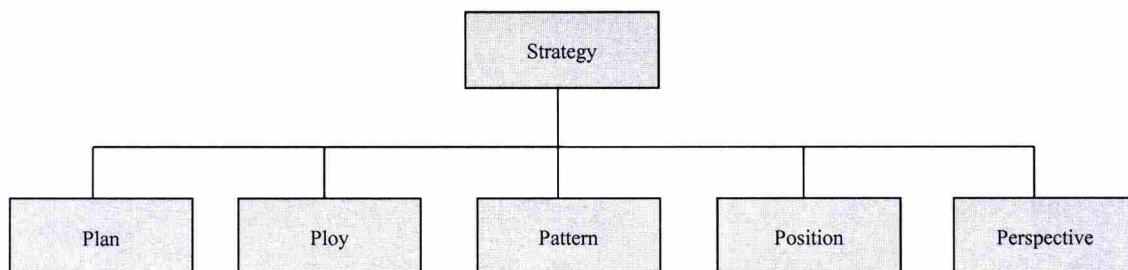 Strategy
Plan
Ploy
Pattern
Position
Perspective